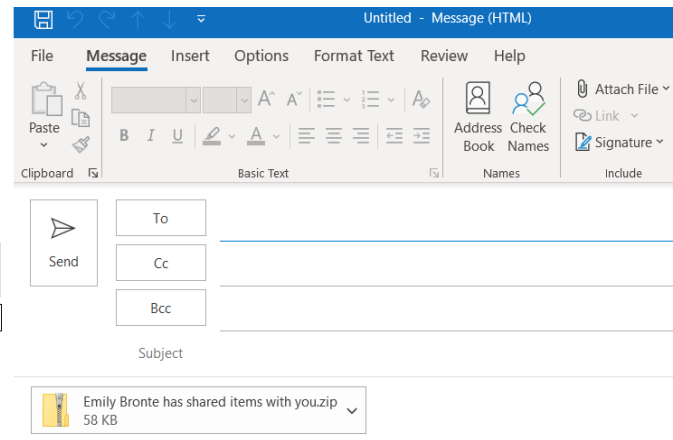 Untitled - Message (HTML)
File Message Insert Options Format Text Review Help
Paste
B I U A
Address Book
Check Names
Attach File
Link
Signature
Clipboard Basic Text Names Include
Send
To
Cc
Bcc
Subject
Emily Bronte has shared items with you.zip
58 KB